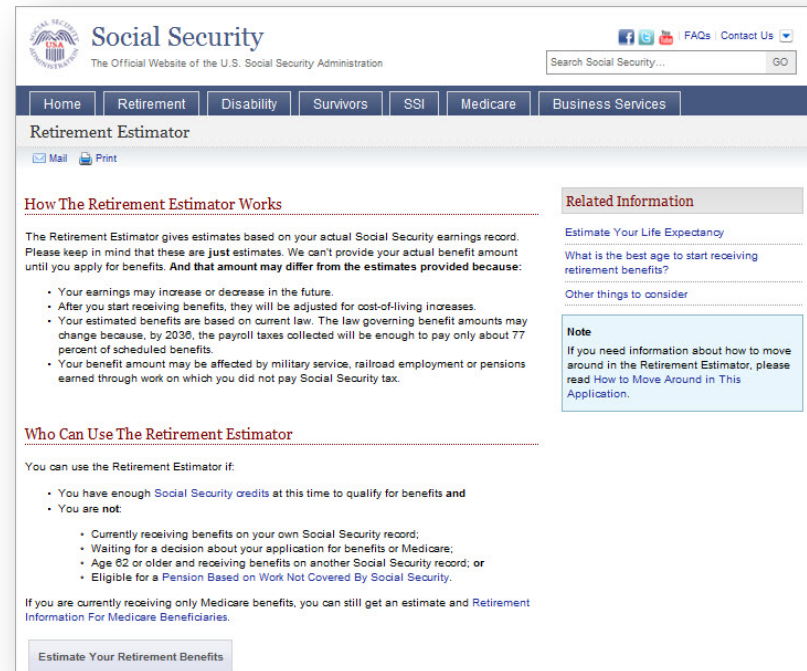 Social Security
The Official Website of the U.S. Social Security Administration
FAQs | Contact Us
Search Social Security... GO
Home Retirement Disability Survivors SSI Medicare Business Services
Retirement Estimator
Mail Print
How The Retirement Estimator Works
The Retirement Estimator gives estimates based on your actual Social Security earnings record.
Please keep in mind that these are just estimates. We can't provide your actual benefit amount
until you apply for benefits. And that amount may differ from the estimates provided because:
• Your earnings may increase or decrease in the future.
• After you start receiving benefits, they will be adjusted for cost-of-living increases.
• Your estimated benefits are based on current law. The law governing benefit amounts may
change because, by 2036, the payroll taxes collected will be enough to pay only about 77
percent of scheduled benefits.
• Your benefit amount may be affected by military service, railroad employment or pensions
earned through work on which you did not pay Social Security tax.
Who Can Use The Retirement Estimator
You can use the Retirement Estimator if:
• You have enough Social Security credits at this time to qualify for benefits and
• You are not:
• Currently receiving benefits on your own Social Security record;
• Waiting for a decision about your application for benefits or Medicare;
• Age 62 or older and receiving benefits on another Social Security record; or
• Eligible for a Pension Based on Work Not Covered By Social Security.
If you are currently receiving only Medicare benefits, you can still get an estimate and Retirement
Information For Medicare Beneficiaries.
Estimate Your Retirement Benefits
Related Information
Estimate Your Life Expectancy
What is the best age to start receiving
retirement benefits?
Other things to consider
Note
If you need information about how to move
around in the Retirement Estimator, please
read How to Move Around in This
Application.